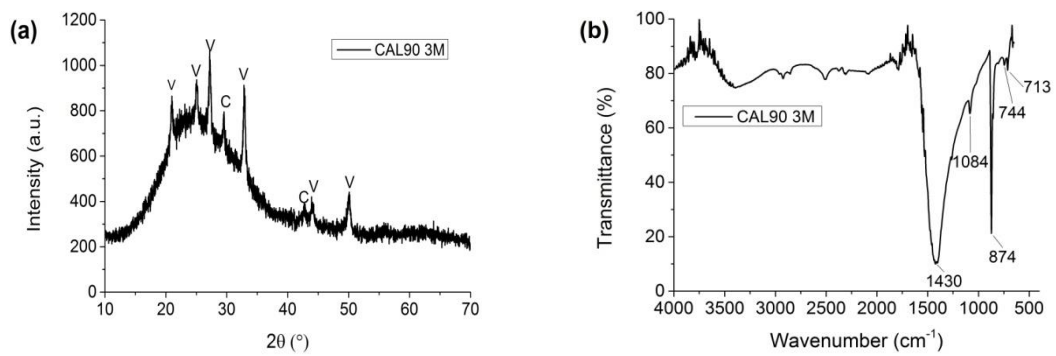 (a)
1200
1000
800
600
400
200
0
Intensity (a.u.)
CAL90 3M
V
V
V
C
V
C
V
V
10
20
30
40
50
60
70
2θ (°)
(b)
100
80
60
40
20
0
Transmittance (%)
CAL90 3M
713
744
1084
874
1430
4000
3500
3000
2500
2000
1500
1000
500
Wavenumber (cm⁻¹)